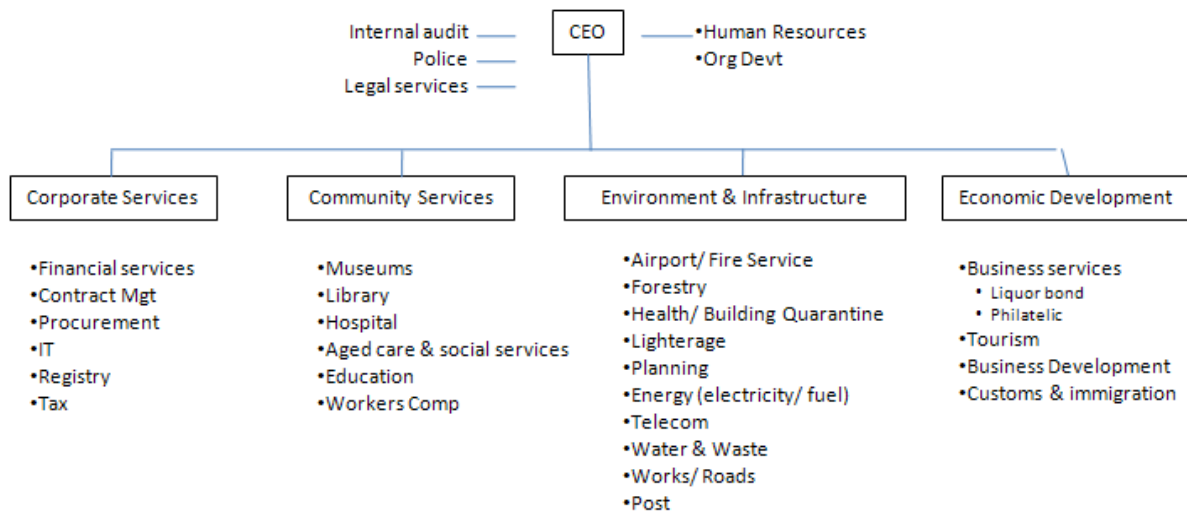 Internal audit
Police
Legal services
CEO
•Human Resources
•Org Devt
Corporate Services
•Financial services
•Contract Mgt
•Procurement
•IT
•Registry
•Tax
Community Services
•Museums
•Library
•Hospital
•Aged care & social services
•Education
•Workers Comp
Environment & Infrastructure
•Airport/ Fire Service
•Forestry
•Health/ Building Quarantine
•Lighterage
•Planning
•Energy (electricity/ fuel)
•Telecom
•Water & Waste
•Works/ Roads
•Post
Economic Development
•Business services
• Liquor bond
• Philatelic
•Tourism
•Business Development
•Customs & immigration